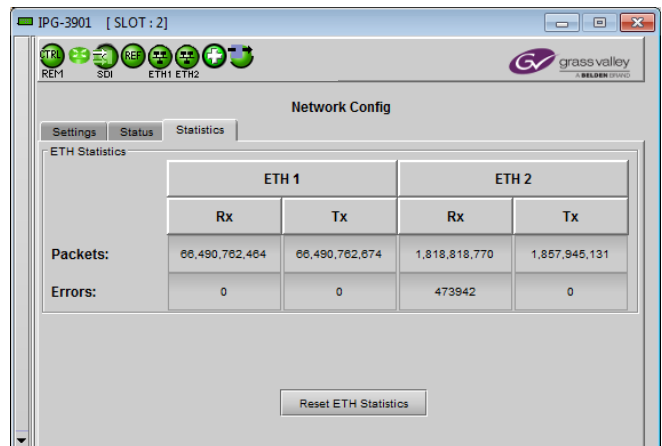 IPG-3901 [ SLOT : 2]
CTRL
REF
REM
SDI
ETH1 ETH2
GV grass valley
A BELDEN BRAND
Network Config
Settings Status Statistics
ETH Statistics
ETH 1 ETH 2
Rx Tx Rx Tx
Packets: 66,490,762,464 66,490,762,674 1,818,818,770 1,857,945,131
Errors: 0 0 473942 0
Reset ETH Statistics